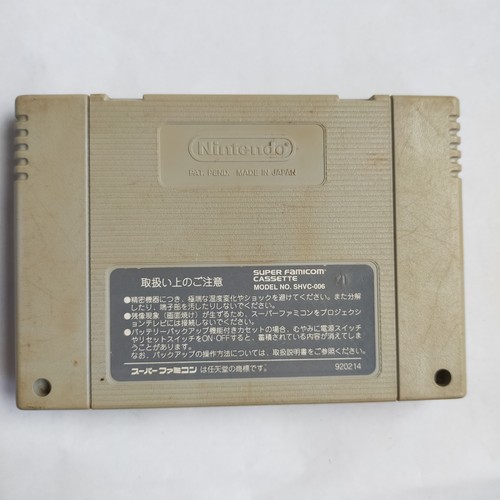 Nintendo
PAT. PEND. MADE IN JAPAN
取扱い上のご注意
SUPER FAMICOM
CASSETTE
MODEL NO. SHVC-006
●精密機器につき、極端な温度変化やショックを避けてください。また分解
したり、端子部を汚したりしないでください。
●残像現象（画面焼け）が生ずるため、スーパーファミコンをプロジェク
ションテレビには接続しないでください。
●バッテリーバックアップ機能付きカセットの場合、むやみに電源スイッチ
やリセットスイッチをON·OFFすると、蓄積されている内容が消えてしま
うことがあります。
なお、バックアップの操作方法については、取扱説明書をご参照ください。
スーパーファミコン は任天堂の商標です。
920214